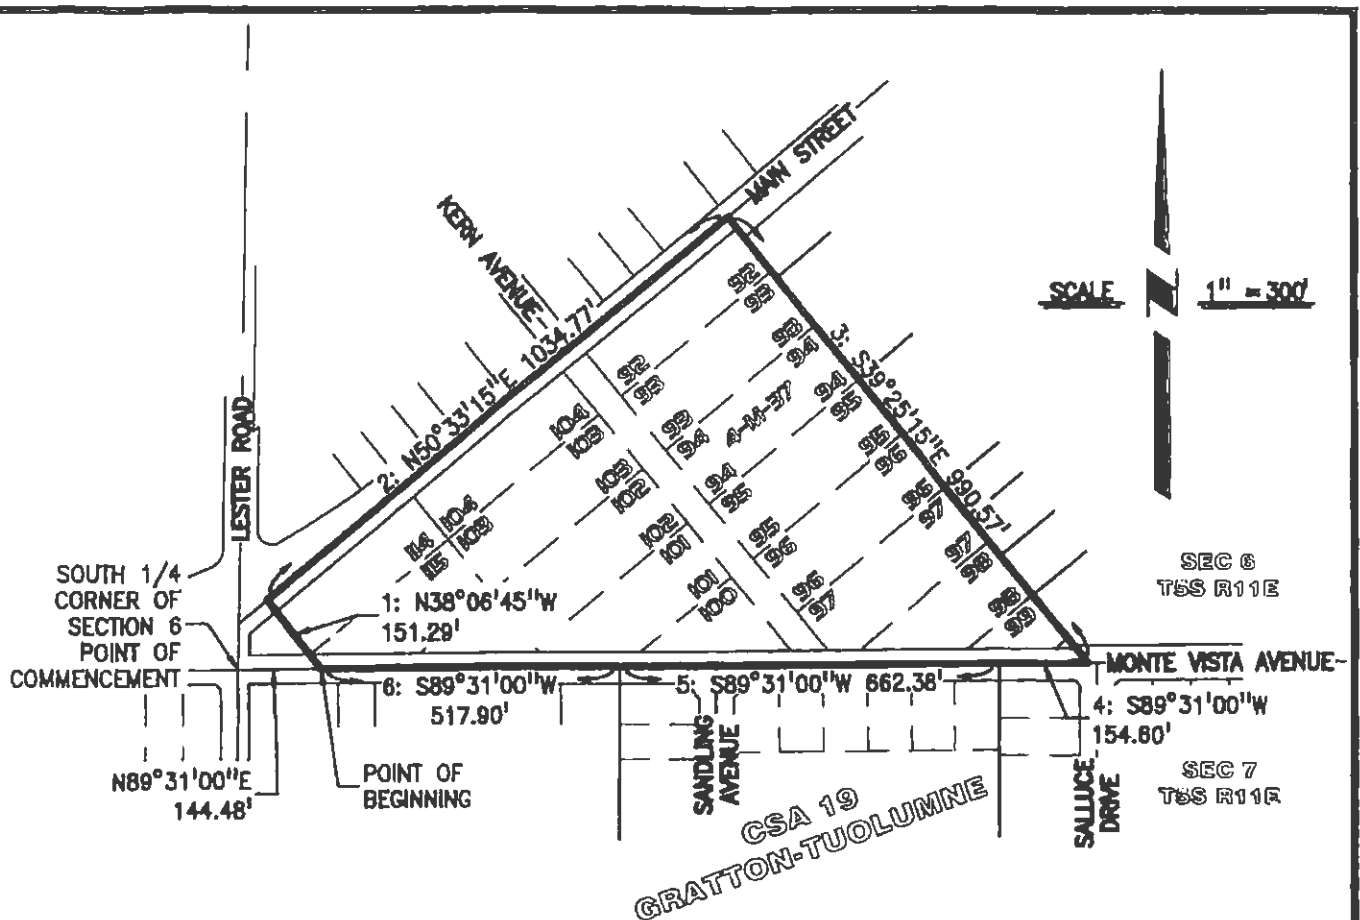 MAIN STREET
KERN AVENUE-
SCALE 1" = 300'
2: N50°33'15"E 1034.77'
3: S39°25'15"E 990.57'
LESTER ROAD
92
93
93
94
4-M-37
94
95
95
96
96
97
97
98
98
99
92
93
93
94
94
95
95
96
96
97
104
103
103
102
102
101
101
100
114
104
115
103
SEC 6
T5S R11E
SOUTH 1/4
CORNER OF
SECTION 6
POINT OF
COMMENCEMENT
1: N38°06'45"W
151.29'
MONTE VISTA AVENUE-
6: S89°31'00"W
517.90'
5: S89°31'00"W 662.38'
4: S89°31'00"W
154.80'
N89°31'00"E
144.48'
POINT OF
BEGINNING
SANDLING
AVENUE
SALLUCE
DRIVE
SEC 7
T5S R11E
CSA 19
GRATTON-TUOLUMNE